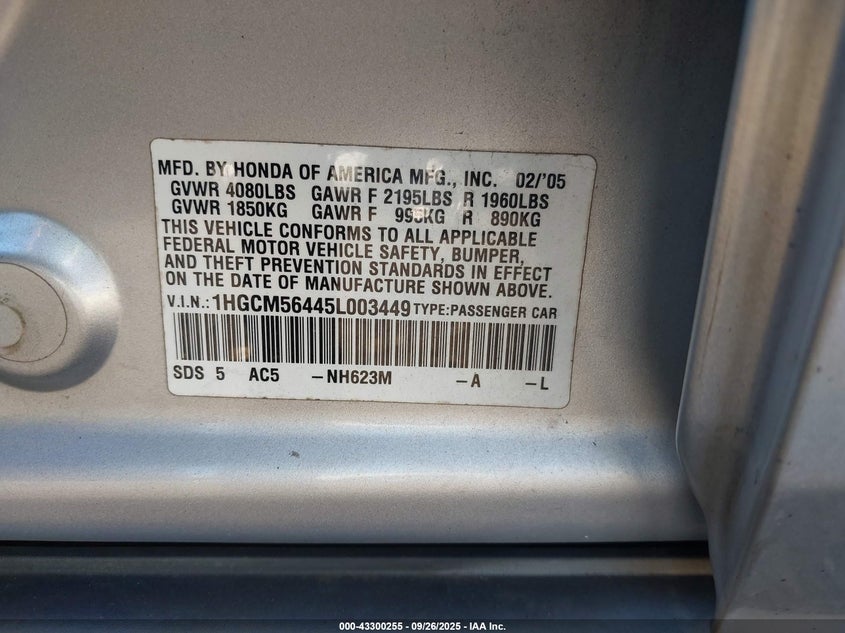 MFD. BY HONDA OF AMERICA MFG., INC. 02/'05
GVWR 4080LBS GAWR F 2195LBS R 1960LBS
GVWR 1850KG GAWR F 995KG R 890KG
THIS VEHICLE CONFORMS TO ALL APPLICABLE
FEDERAL MOTOR VEHICLE SAFETY, BUMPER,
AND THEFT PREVENTION STANDARDS IN EFFECT
ON THE DATE OF MANUFACTURE SHOWN ABOVE.
V.I.N.: 1HGCM56445L003449 TYPE:PASSENGER CAR
SDS 5 AC5 –NH623M –A –L
000-43300255 - 09/26/2025 - IAA Inc.